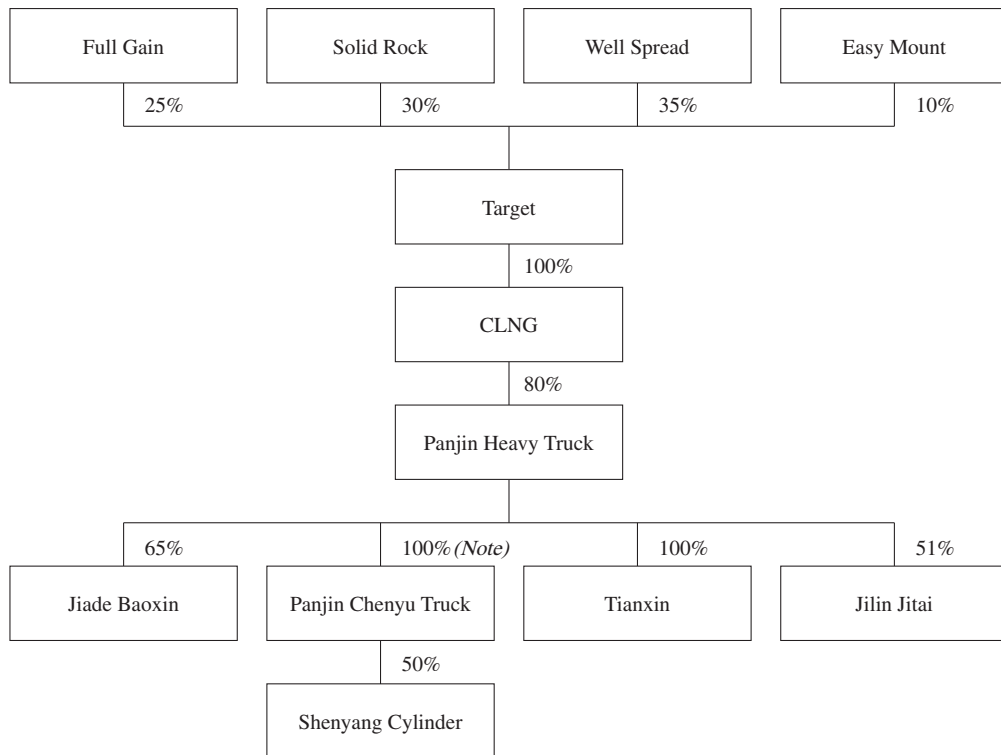 Full Gain
Solid Rock
Well Spread
Easy Mount
25%
30%
35%
10%
Target
100%
CLNG
80%
Panjin Heavy Truck
65%
100% (Note)
100%
51%
Jiade Baoxin
Panjin Chenyu Truck
Tianxin
Jilin Jitai
50%
Shenyang Cylinder